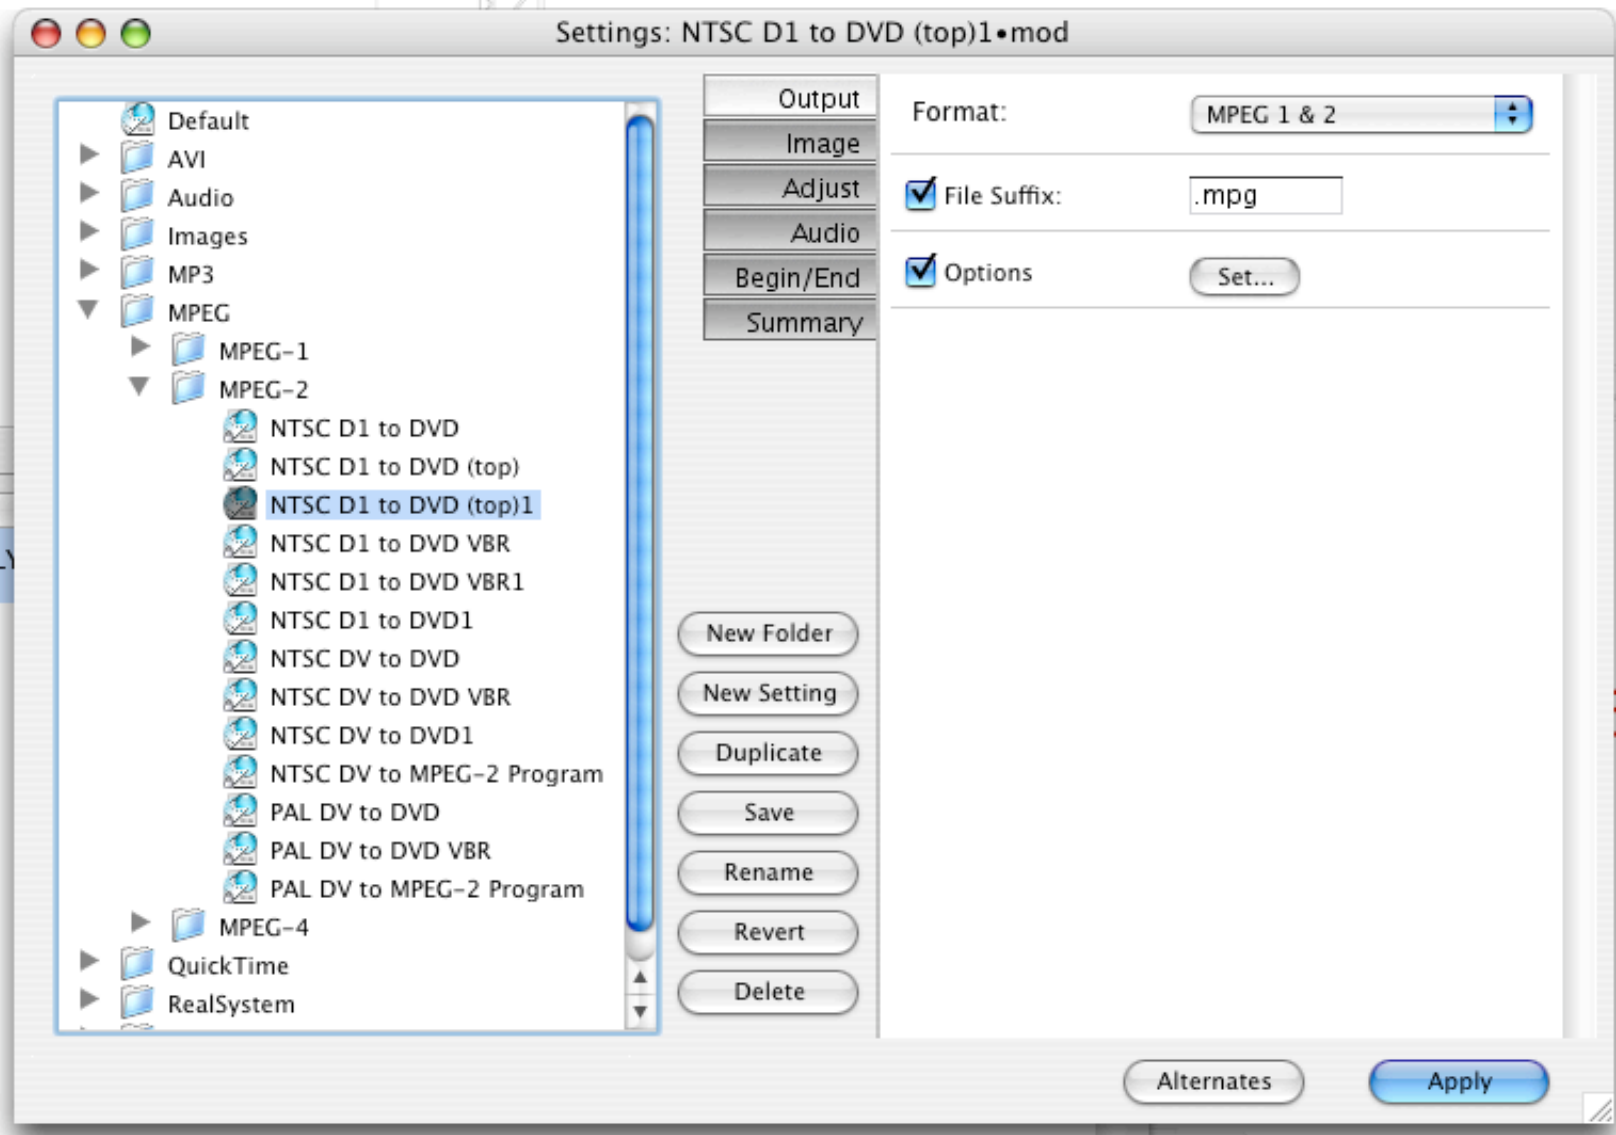 Settings: NTSC D1 to DVD (top)1•mod
Default
AVI
Audio
Images
MP3
MPEG
MPEG-1
MPEG-2
NTSC D1 to DVD
NTSC D1 to DVD (top)
NTSC D1 to DVD (top)1
NTSC D1 to DVD VBR
NTSC D1 to DVD VBR1
NTSC D1 to DVD1
NTSC DV to DVD
NTSC DV to DVD VBR
NTSC DV to DVD1
NTSC DV to MPEG-2 Program
PAL DV to DVD
PAL DV to DVD VBR
PAL DV to MPEG-2 Program
MPEG-4
QuickTime
RealSystem
Output
Image
Adjust
Audio
Begin/End
Summary
New Folder
New Setting
Duplicate
Save
Rename
Revert
Delete
Format: MPEG 1 & 2
File Suffix: .mpg
Options Set...
Alternates Apply